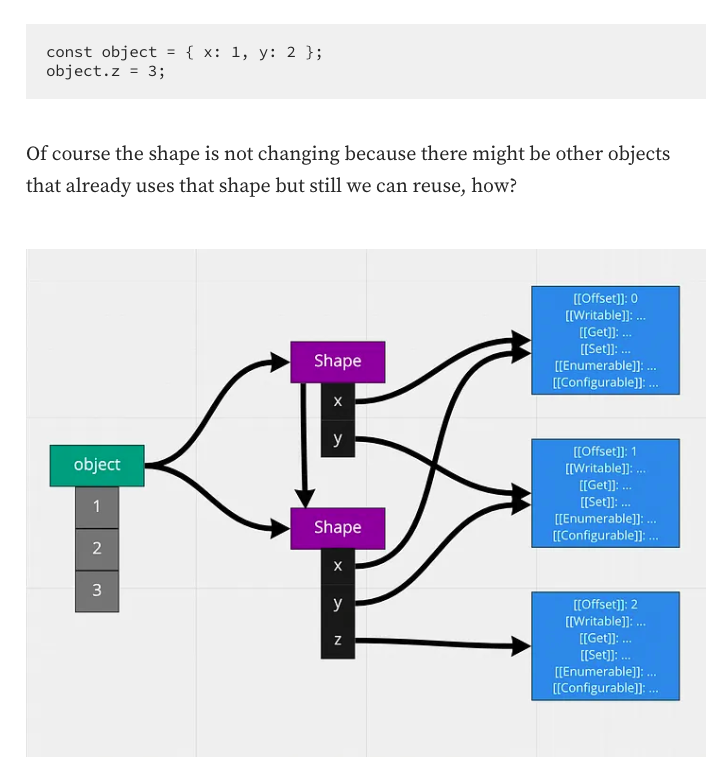 const object = { x: 1, y: 2 };
object.z = 3;
Of course the shape is not changing because there might be other objects
that already uses that shape but still we can reuse, how?
[[Offset]]: 0
[[Writable]]: ...
[[Get]]: ...
[[Set]]: ...
[[Enumerable]]: ...
[[Configurable]]: ...
Shape
x
y
object
1
2
3
[[Offset]]: 1
[[Writable]]: ...
[[Get]]: ...
[[Set]]: ...
[[Enumerable]]: ...
[[Configurable]]: ...
Shape
x
y
z
[[Offset]]: 2
[[Writable]]: ...
[[Get]]: ...
[[Set]]: ...
[[Enumerable]]: ...
[[Configurable]]: ...